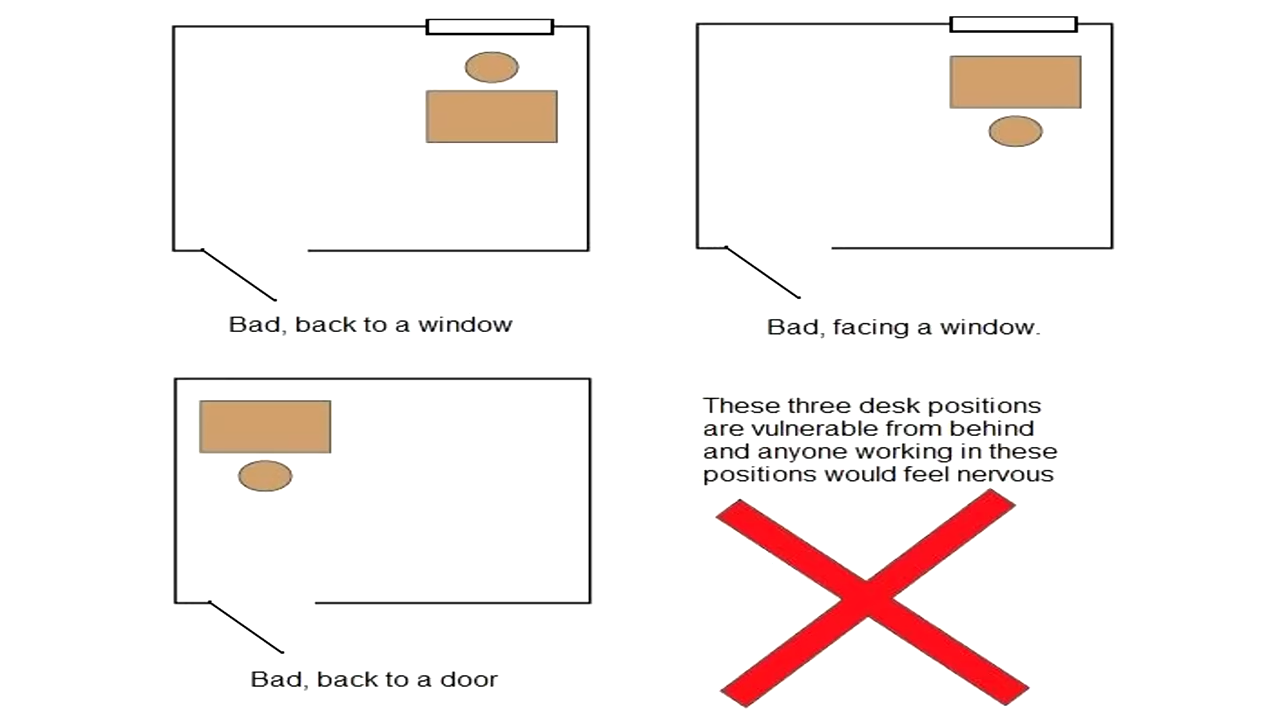 Bad, back to a window
Bad, facing a window.
Bad, back to a door
These three desk positions
are vulnerable from behind
and anyone working in these
positions would feel nervous